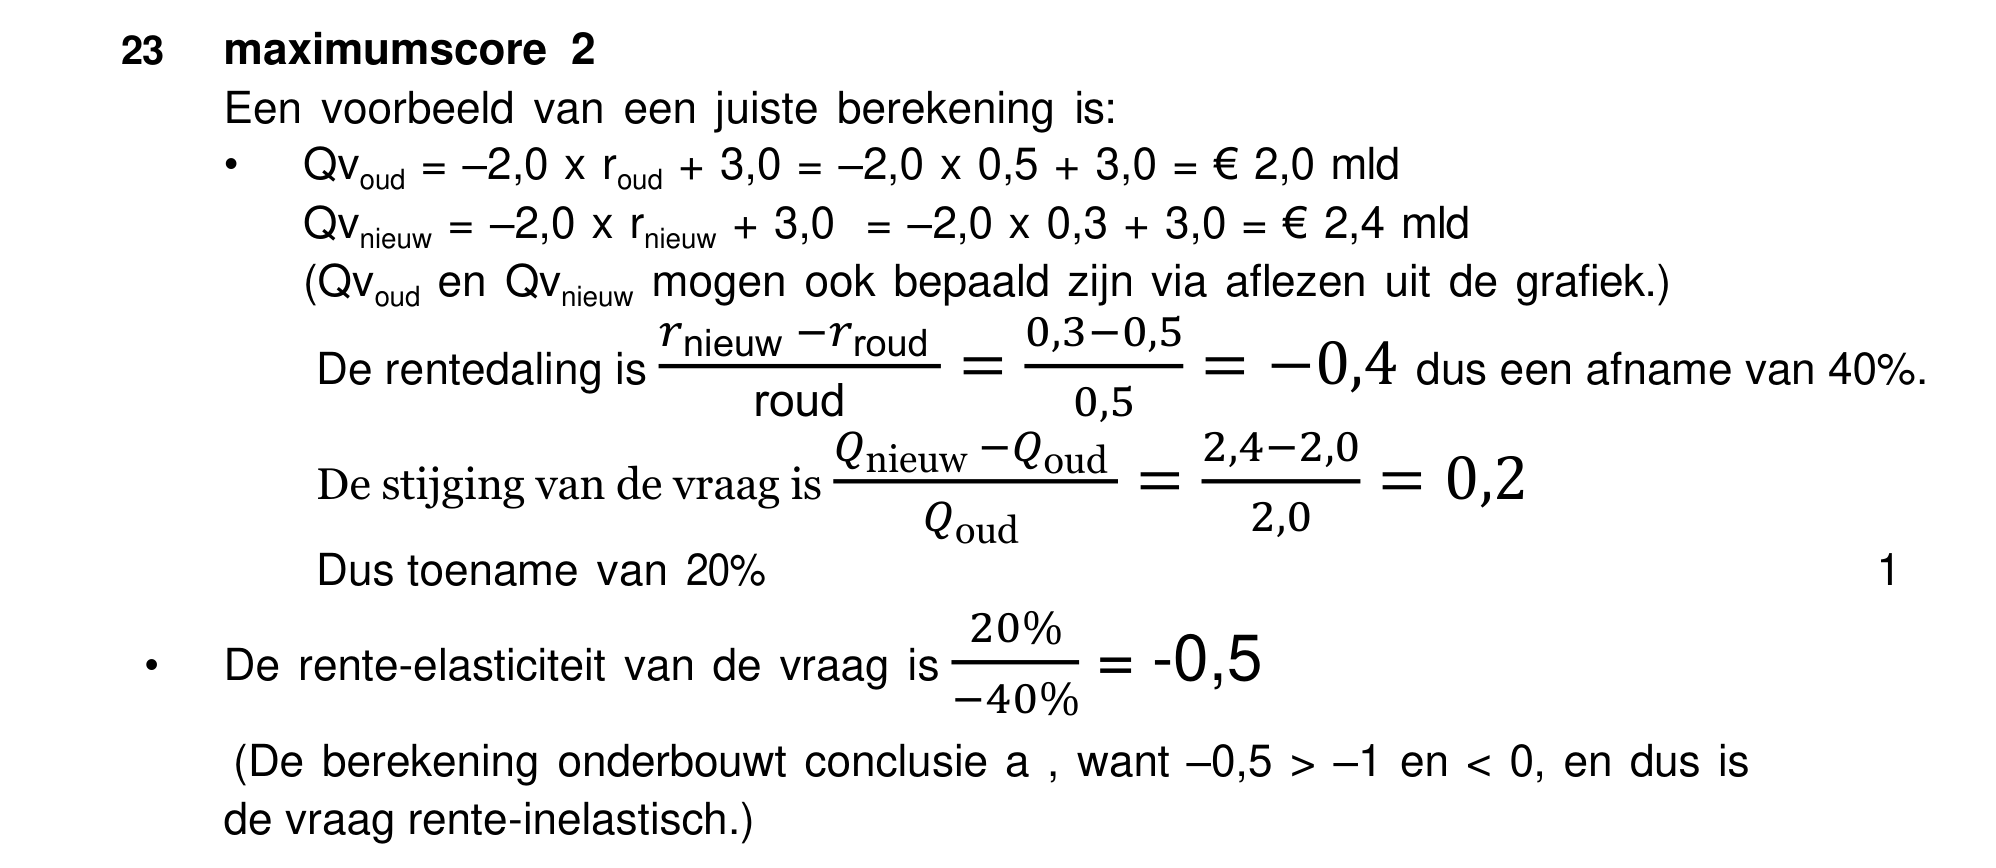 23 maximumscore 2
Een voorbeeld van een juiste berekening is:
• Qv_oud = –2,0 x r_oud + 3,0 = –2,0 x 0,5 + 3,0 = € 2,0 mld
Qv_nieuw = –2,0 x r_nieuw + 3,0 = –2,0 x 0,3 + 3,0 = € 2,4 mld
(Qv_oud en Qv_nieuw mogen ook bepaald zijn via aflezen uit de grafiek.)
De rentedaling is (r_nieuw − r_roud)/(roud) = (0,3−0,5)/(0,5) = −0,4 dus een afname van 40%.
De stijging van de vraag is (Q_nieuw − Q_oud)/(Q_oud) = (2,4−2,0)/(2,0) = 0,2
Dus toename van 20% 1
• De rente-elasticiteit van de vraag is (20%)/(−40%) = -0,5
(De berekening onderbouwt conclusie a , want –0,5 > –1 en < 0, en dus is
de vraag rente-inelastisch.)